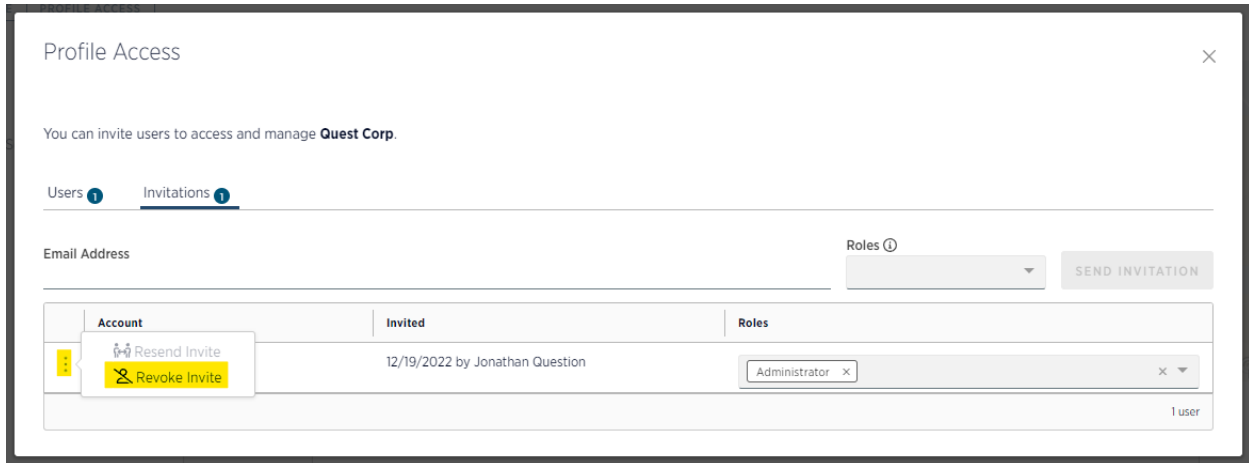 PROFILE ACCESS
Profile Access
You can invite users to access and manage Quest Corp.
Users 1 Invitations 1
Email Address
Roles
SEND INVITATION
Account Invited Roles
Resend Invite
Revoke Invite
12/19/2022 by Jonathan Question
Administrator ×
1 user